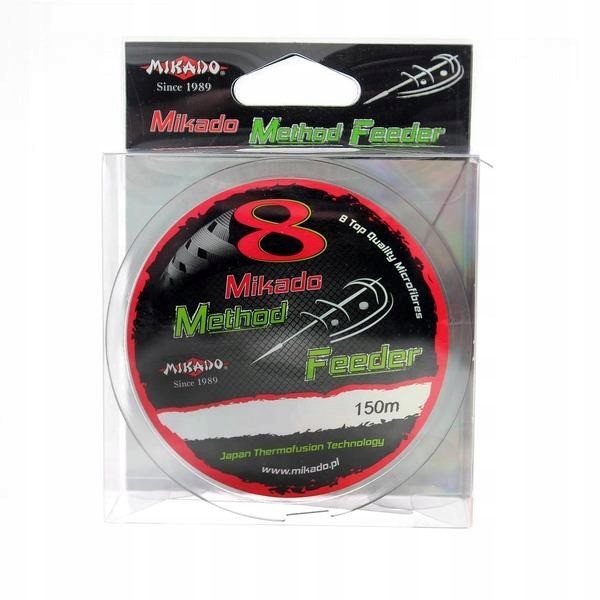 MIKADO®
Since 1989
Mikado Method Feeder
8
8 Top Quality Microfibres
Mikado
Method
Feeder
MIKADO®
Since 1989
150m
Japan Thermofusion Technology
www.mikado.pl